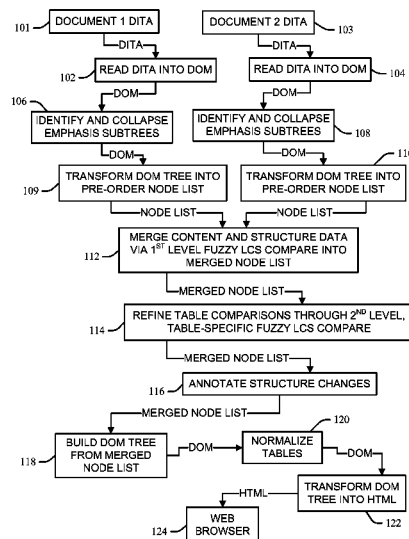 101
DOCUMENT 1 DITA
DOCUMENT 2 DITA
103
DITA
DITA
102
READ DITA INTO DOM
READ DITA INTO DOM
104
106
DOM
DOM
IDENTIFY AND COLLAPSE
EMPHASIS SUBTREES
IDENTIFY AND COLLAPSE
EMPHASIS SUBTREES
108
DOM
DOM
109
TRANSFORM DOM TREE INTO
PRE-ORDER NODE LIST
TRANSFORM DOM TREE INTO
PRE-ORDER NODE LIST
NODE LIST
NODE LIST
112
MERGE CONTENT AND STRUCTURE DATA
VIA 1ST LEVEL FUZZY LCS COMPARE INTO
MERGED NODE LIST
MERGED NODE LIST
114
REFINE TABLE COMPARISONS THROUGH 2ND LEVEL,
TABLE-SPECIFIC FUZZY LCS COMPARE
MERGED NODE LIST
116
ANNOTATE STRUCTURE CHANGES
MERGED NODE LIST
120
118
BUILD DOM TREE
FROM MERGED
NODE LIST
DOM
NORMALIZE
TABLES
DOM
HTML
TRANSFORM DOM
TREE INTO HTML
122
124
WEB
BROWSER